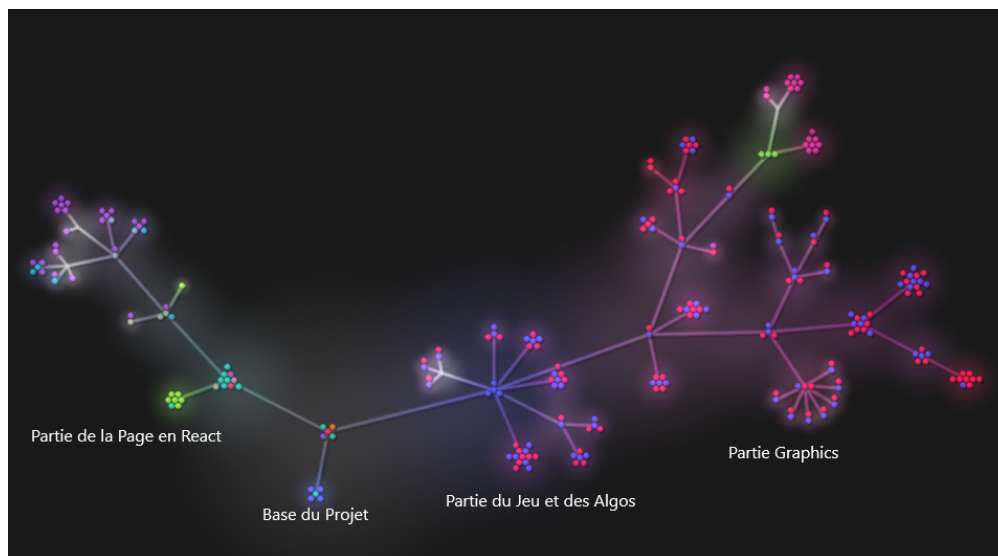 Partie de la Page en React
Base du Projet
Partie du Jeu et des Algos
Partie Graphics